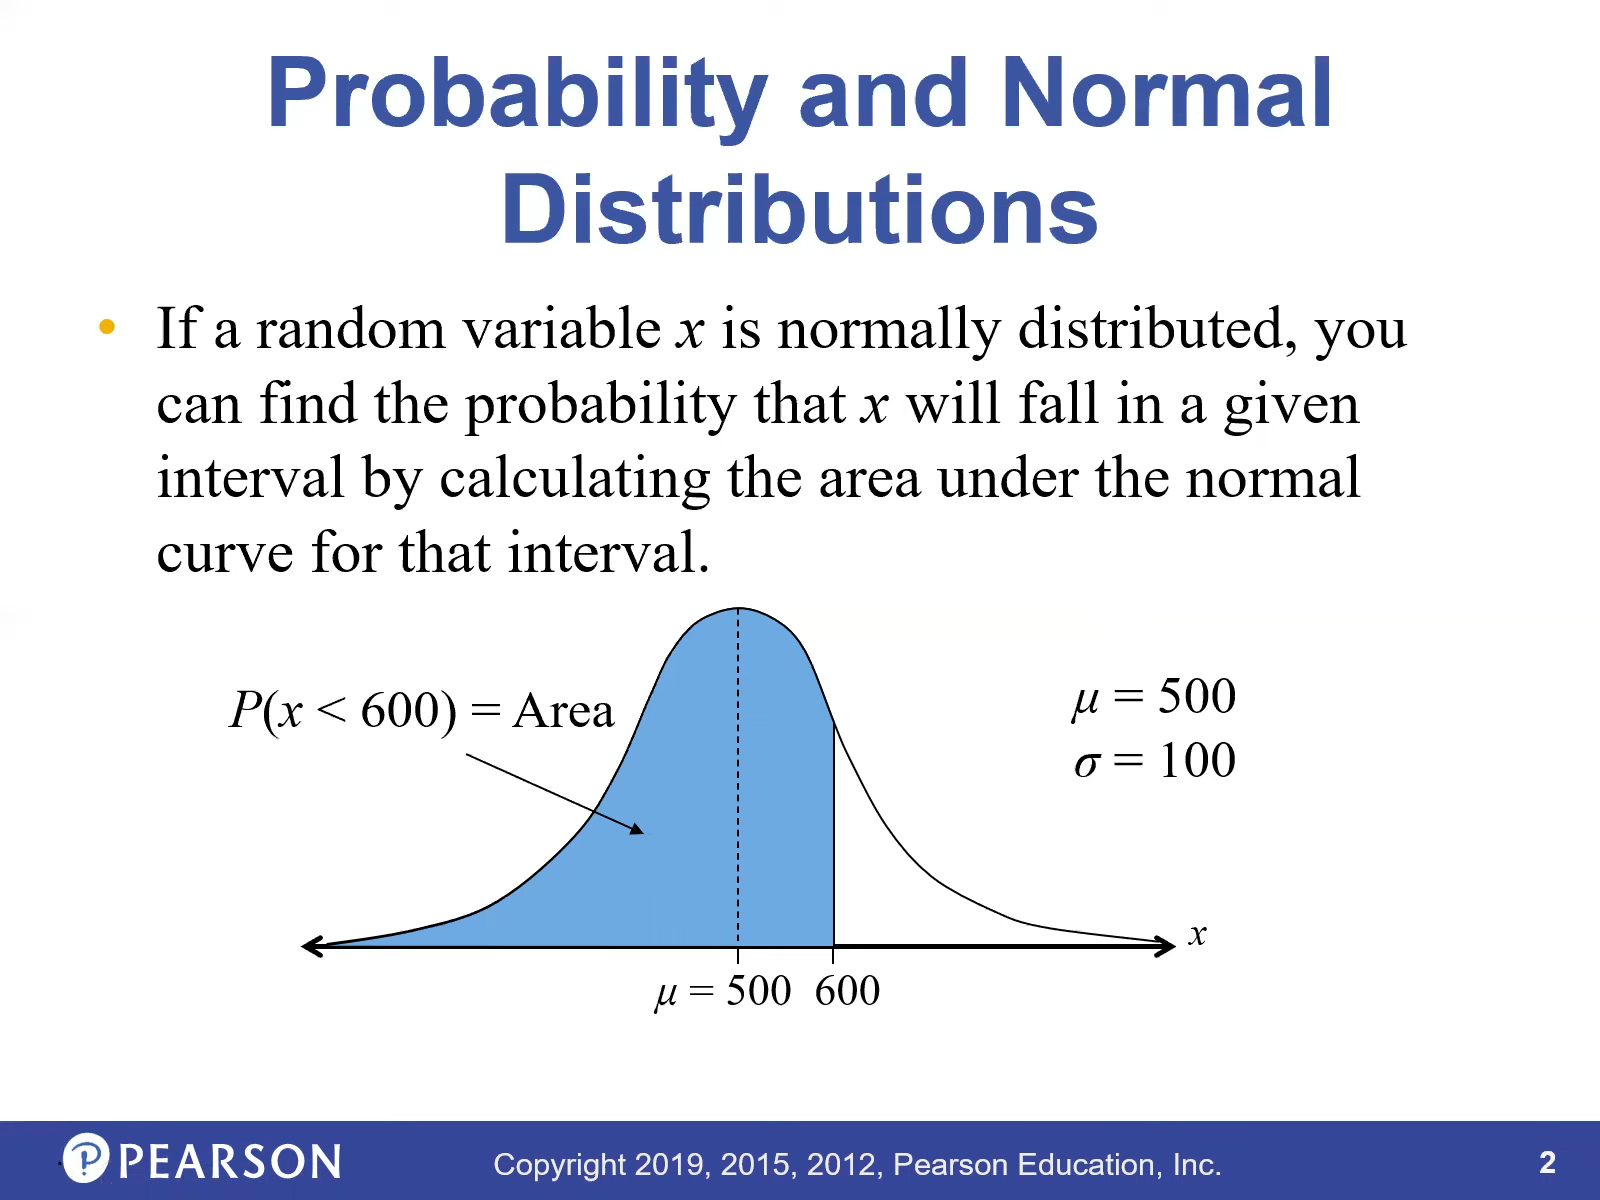 Probability and Normal
Distributions
• If a random variable x is normally distributed, you
can find the probability that x will fall in a given
interval by calculating the area under the normal
curve for that interval.
P(x < 600) = Area
μ = 500
σ = 100
x
μ = 500 600
PEARSON
Copyright 2019, 2015, 2012, Pearson Education, Inc.
2